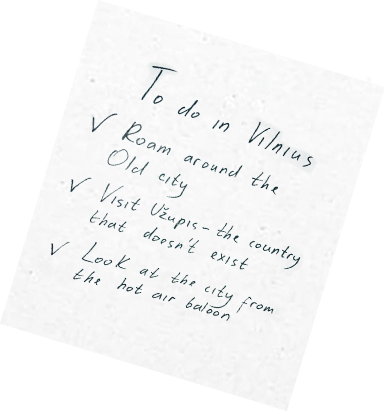 To do in Vilnius
✓ Roam around the
Old city
✓ Visit Užupis - the country
that doesn't exist
✓ Look at the city from
the hot air baloon